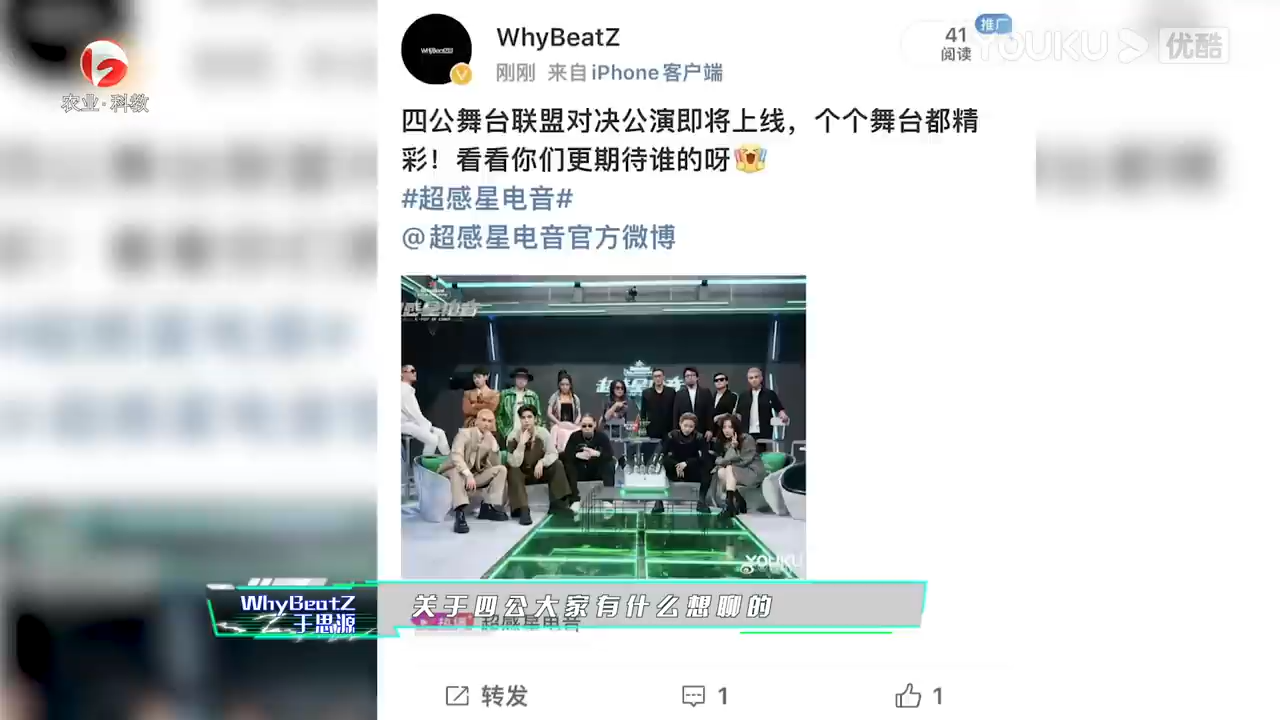 WhyBeatZ
刚刚 来自iPhone客户端
41
阅读
推广
YOUKU 优酷
农业·科教
四公舞台联盟对决公演即将上线，个个舞台都精
彩！看看你们更期待谁的呀
#超感星电音#
@超感星电音官方微博
YOUKU
WhyBeatZ
于思源
关于四公大家有什么想聊的
超感星电音
转发
1
1